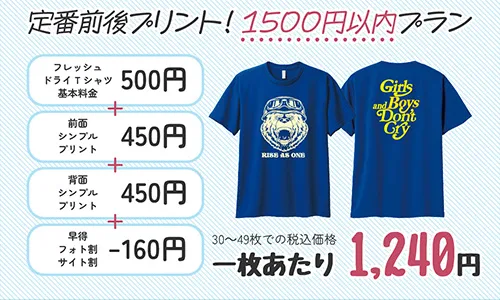 定番前後プリント！1500円以内プラン
フレッシュ
ドライTシャツ
基本料金
500円
+
前面
シンプル
プリント
450円
+
背面
シンプル
プリント
450円
+
早得
フォト割
サイト割
-160円
RISE AS ONE
Girls
and Boys
Don't
Cry
30〜49枚での税込価格
一枚あたり 1,240円